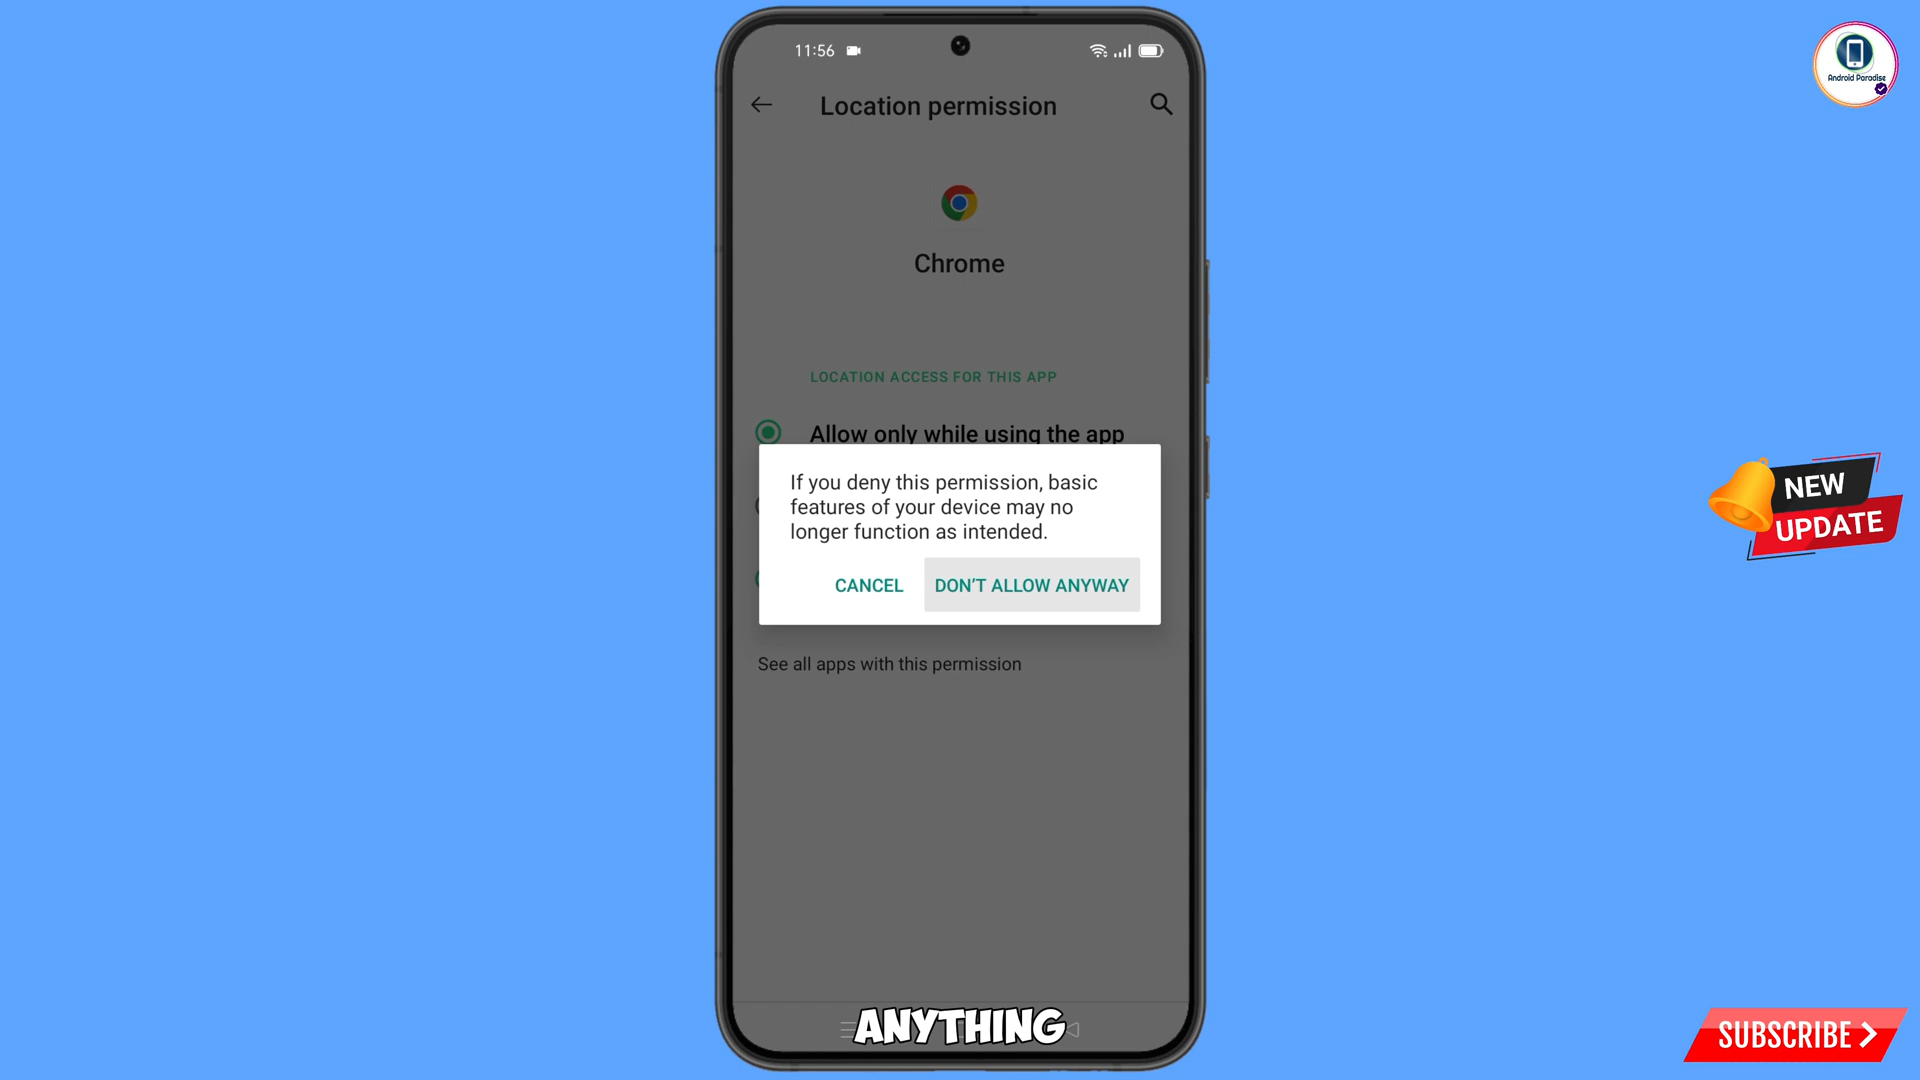 11:56
Android Paradise
Location permission
Chrome
LOCATION ACCESS FOR THIS APP
Allow only while using the app
If you deny this permission, basic
features of your device may no
longer function as intended.
CANCEL
DON’T ALLOW ANYWAY
See all apps with this permission
NEW
UPDATE
ANYTHING
SUBSCRIBE